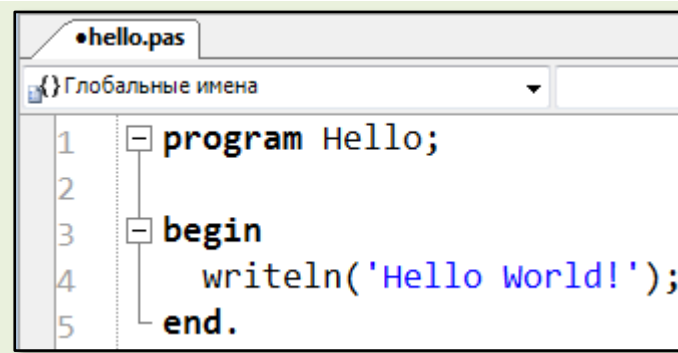 •hello.pas
{} Глобальные имена
1 program Hello;
2
3 begin
4 writeln('Hello World!');
5 end.